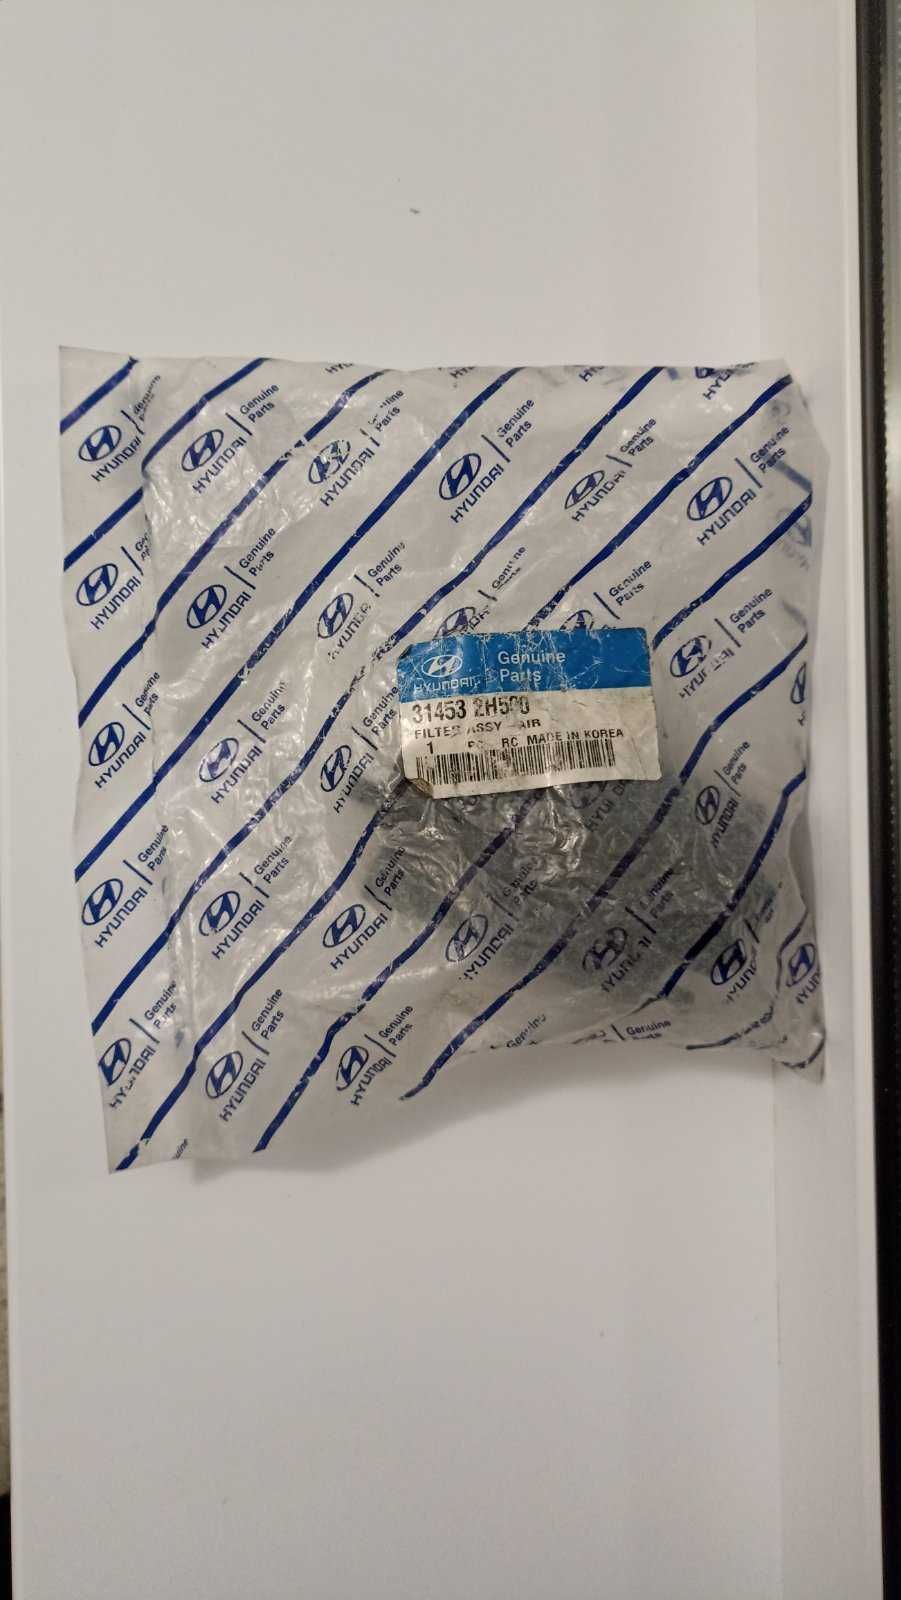 HYUNDAI
Genuine
Parts
31453 2H500
FILTER ASSY - AIR
1 PC RC MADE IN KOREA
HYUNDAI | Genuine Parts